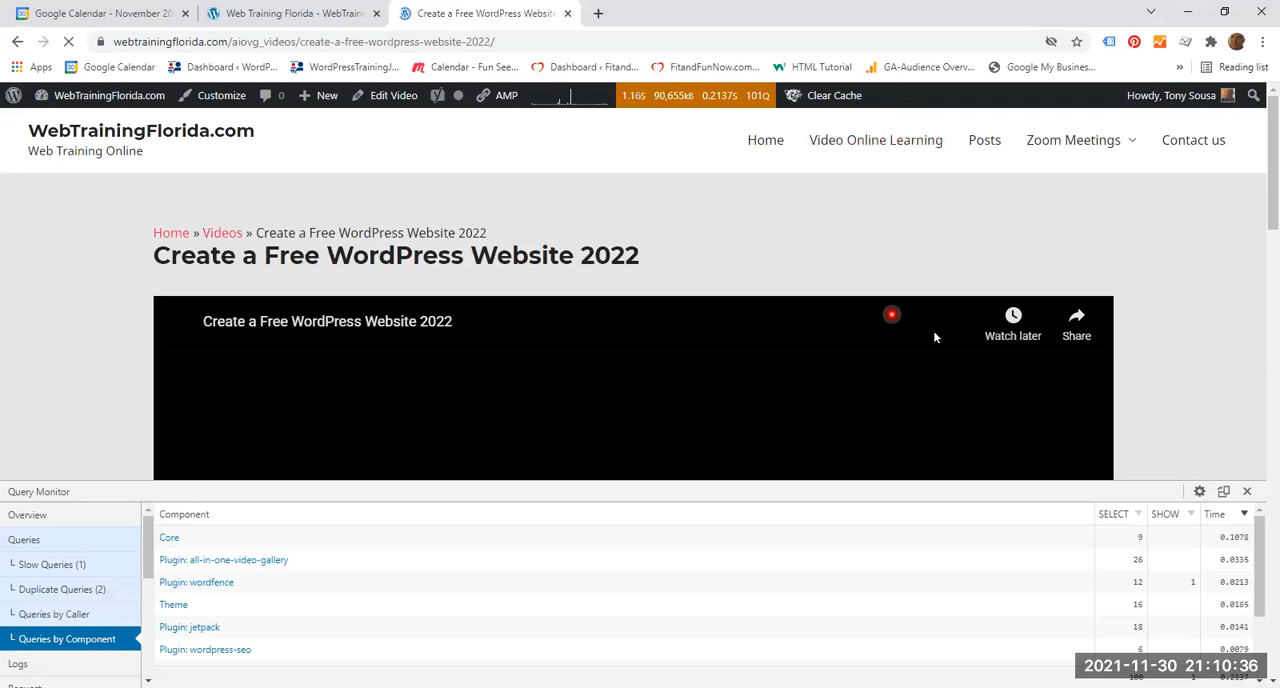 Google Calendar - November 20
Web Training Florida - WebTrainin
Create a Free WordPress Website
webtrainingflorida.com/aiovg_videos/create-a-free-wordpress-website-2022/
Apps
Google Calendar
Dashboard ‹ WordP...
WordPressTrainingJ...
Calendar - Fun See...
Dashboard ‹ Fitand...
FitandFunNow.com...
HTML Tutorial
GA-Audience Overv...
Google My Busines...
»
Reading list
WebTrainingFlorida.com
Customize
0
New
Edit Video
AMP
1.16S 90,655kB 0.2137S 101Q
Clear Cache
Howdy, Tony Sousa
WebTrainingFlorida.com
Web Training Online
Home
Video Online Learning
Posts
Zoom Meetings
Contact us
Home » Videos » Create a Free WordPress Website 2022
Create a Free WordPress Website 2022
Create a Free WordPress Website 2022
Watch later
Share
Query Monitor
Overview
Queries
└ Slow Queries (1)
└ Duplicate Queries (2)
└ Queries by Caller
└ Queries by Component
Logs
Request
Component SELECT SHOW Time
Core 9 0.1078
Plugin: all-in-one-video-gallery 26 0.0335
Plugin: wordfence 12 1 0.0213
Theme 16 0.0185
Plugin: jetpack 18 0.0141
Plugin: wordpress-seo 6 0.0079
2021-11-30 21:10:36